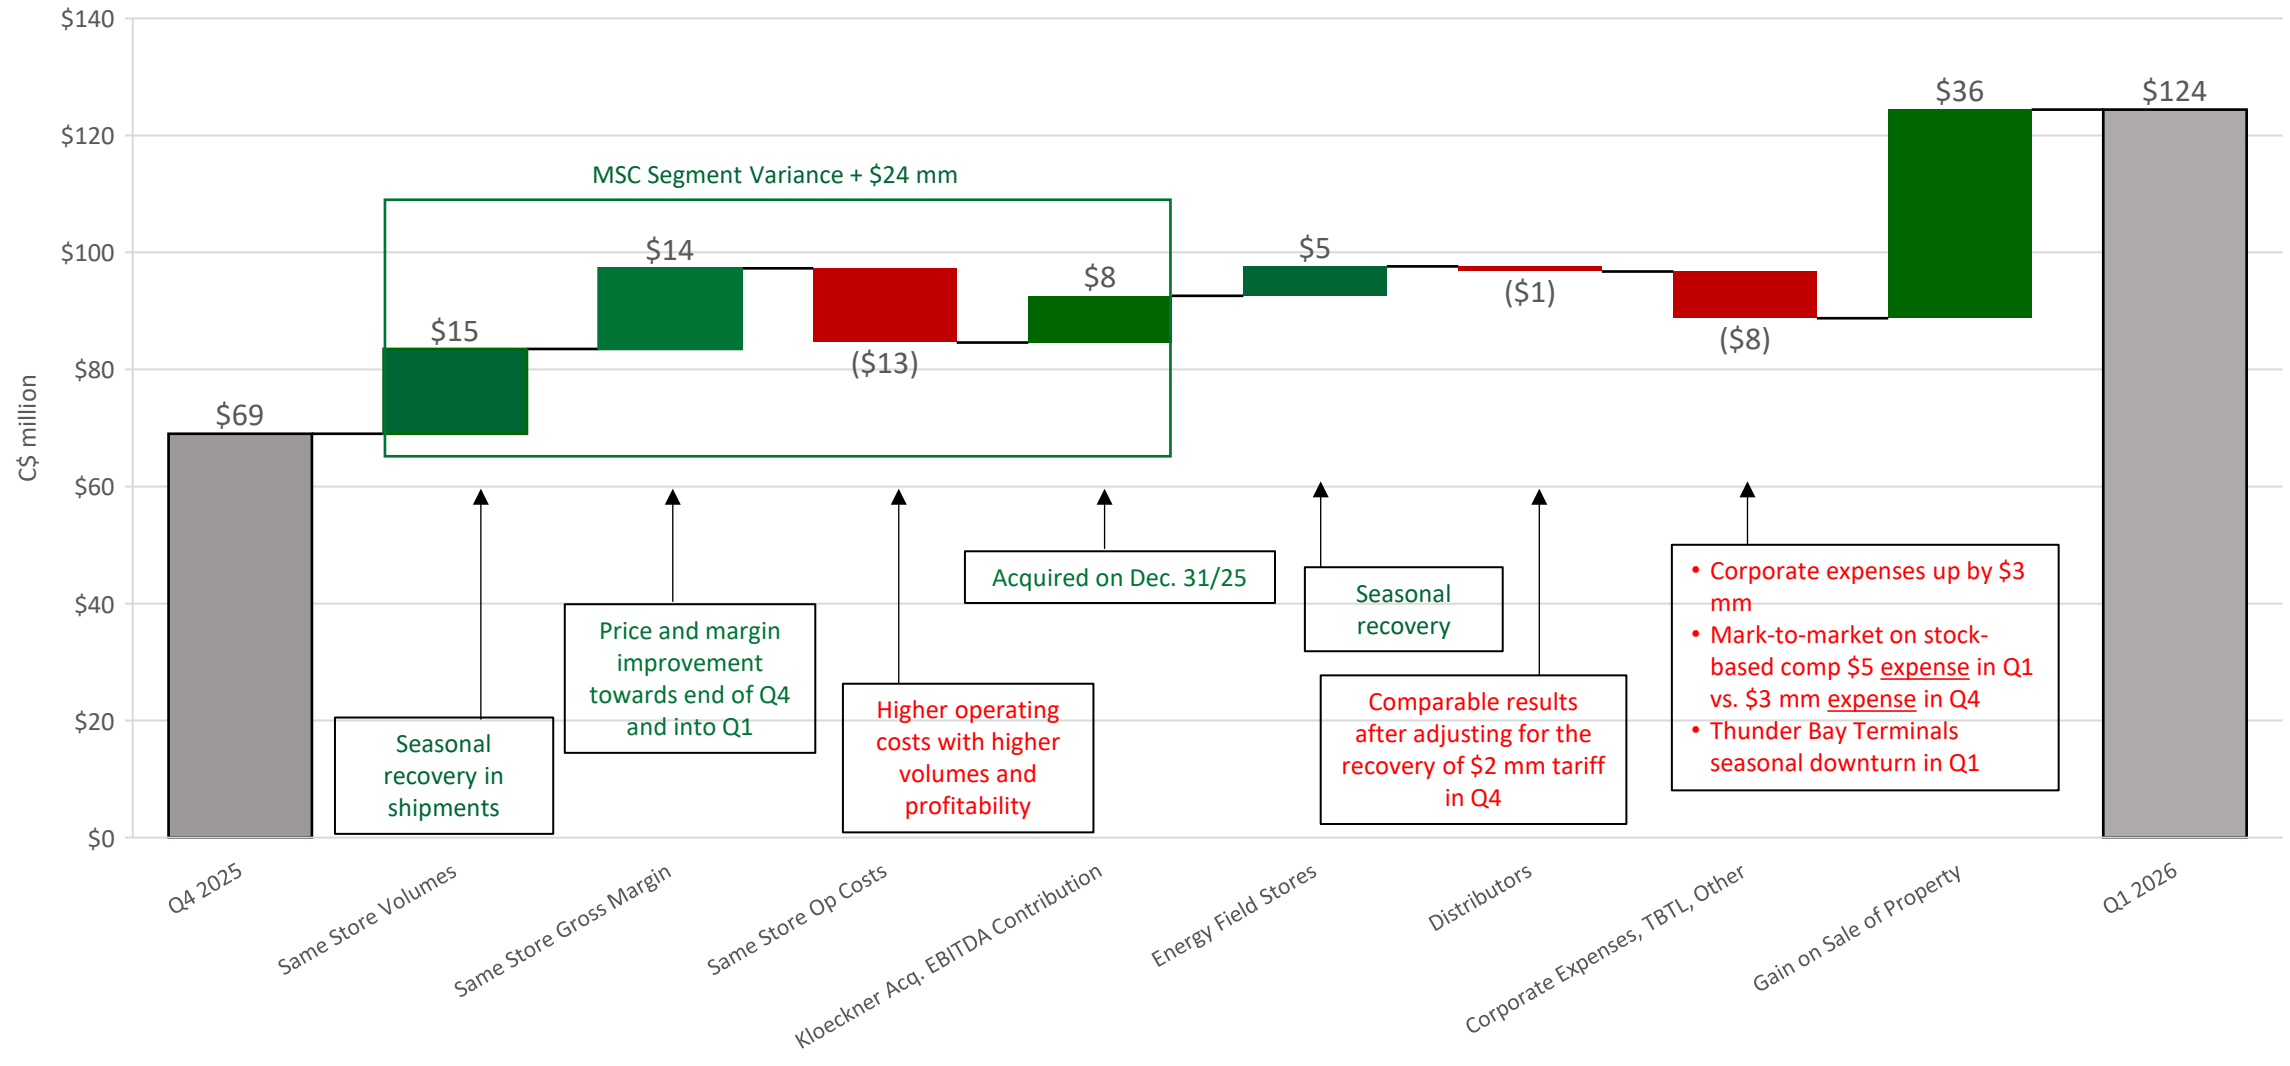 $140
$120
$100
$80
$60
$40
$20
$0
C$ million
MSC Segment Variance + $24 mm
$69
$15
$14
($13)
$8
$5
($1)
($8)
$36
$124
Seasonal
recovery in
shipments
Price and margin
improvement
towards end of Q4
and into Q1
Higher operating
costs with higher
volumes and
profitability
Acquired on Dec. 31/25
Seasonal
recovery
Comparable results
after adjusting for the
recovery of $2 mm tariff
in Q4
• Corporate expenses up by $3
mm
• Mark-to-market on stock-
based comp $5 expense in Q1
vs. $3 mm expense in Q4
• Thunder Bay Terminals
seasonal downturn in Q1
Q4 2025
Same Store Volumes
Same Store Gross Margin
Same Store Op Costs
Kloeckner Acq. EBITDA Contribution
Energy Field Stores
Distributors
Corporate Expenses, TBTL, Other
Gain on Sale of Property
Q1 2026